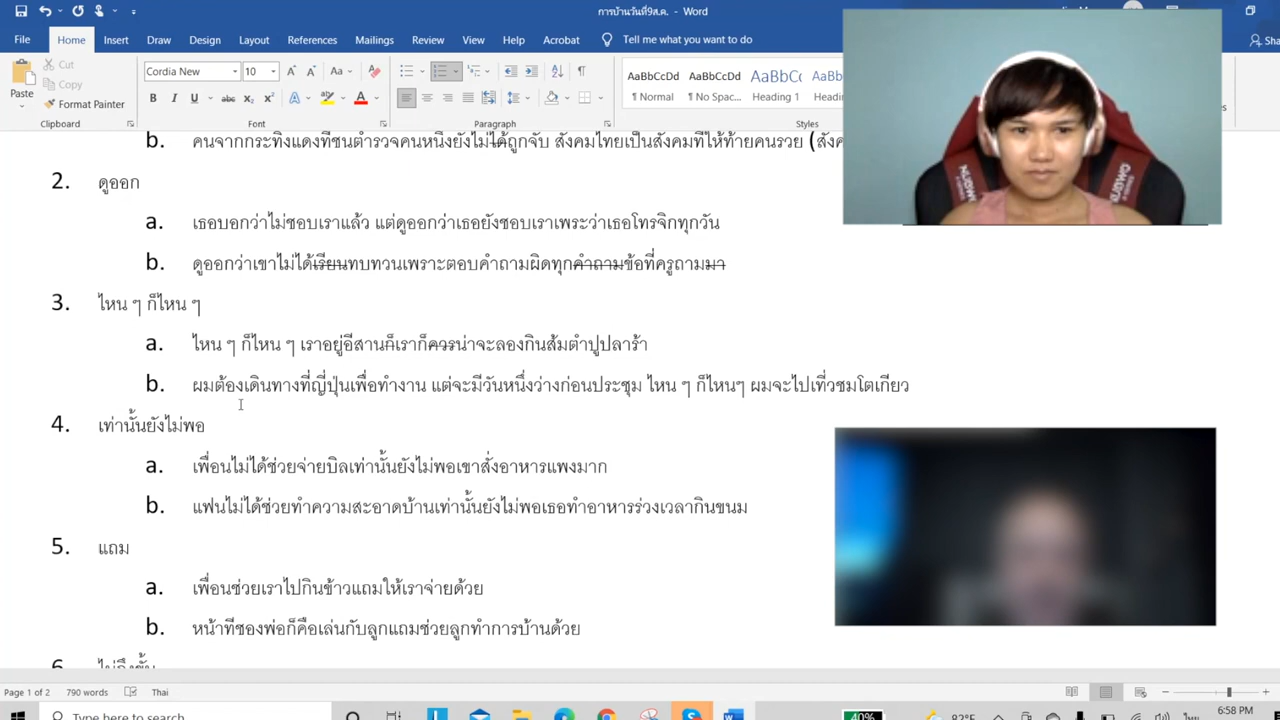 การบ้านวันที่9ส.ค. - Word
File Home Insert Draw Design Layout References Mailings Review View Help Acrobat Tell me what you want to do
Paste
Cut
Copy
Format Painter
Cordia New 10
AaBbCcDd AaBbCcDd AaBbCc
¶ Normal ¶ No Spac... Heading 1
Clipboard Font Paragraph Styles
b. คนจากกระทิงแดงที่ชนตำรวจคนหนึ่งยังไม่ได้ถูกจับ สังคมไทยเป็นสังคมที่ให้ท้ายคนรวย
2. ดูออก
a. เธอบอกว่าไม่ชอบเราแล้ว แต่ดูออกว่าเธอยังชอบเราเพระว่าเธอโทรจิกทุกวัน
b. ดูออกว่าเขาไม่ได้เรียนทบทวนเพราะตอบคำถามผิดทุกคำถามข้อที่ครูถามมา
3. ไหน ๆ ก็ไหน ๆ
a. ไหน ๆ ก็ไหน ๆ เราอยู่อีสานก็เราก็ควรน่าจะลองกินส้มตำปูปลาร้า
b. ผมต้องเดินทางที่ญี่ปุ่นเพื่อทำงาน แต่จะมีวันหนึ่งว่างก่อนประชุม ไหน ๆ ก็ไหนๆ ผมจะไปเที่วชมโตเกียว
4. เท่านั้นยังไม่พอ
a. เพื่อนไม่ได้ช่วยจ่ายบิลเท่านั้นยังไม่พอเขาสั่งอาหารแพงมาก
b. แฟนไม่ได้ช่วยทำความสะอาดบ้านเท่านั้นยังไม่พอเธอทำอาหารร่วงเวลากินขนม
5. แถม
a. เพื่อนช่วยเราไปกินข้าวแถมให้เราจ่ายด้วย
b. หน้าที่ของพ่อก็คือเล่นกับลูกแถมช่วยลูกทำการบ้านด้วย
6. ไม่ถึงขั้น
Page 1 of 2 790 words Thai
Type here to search 40% 82°F ไทย 6:58 PM